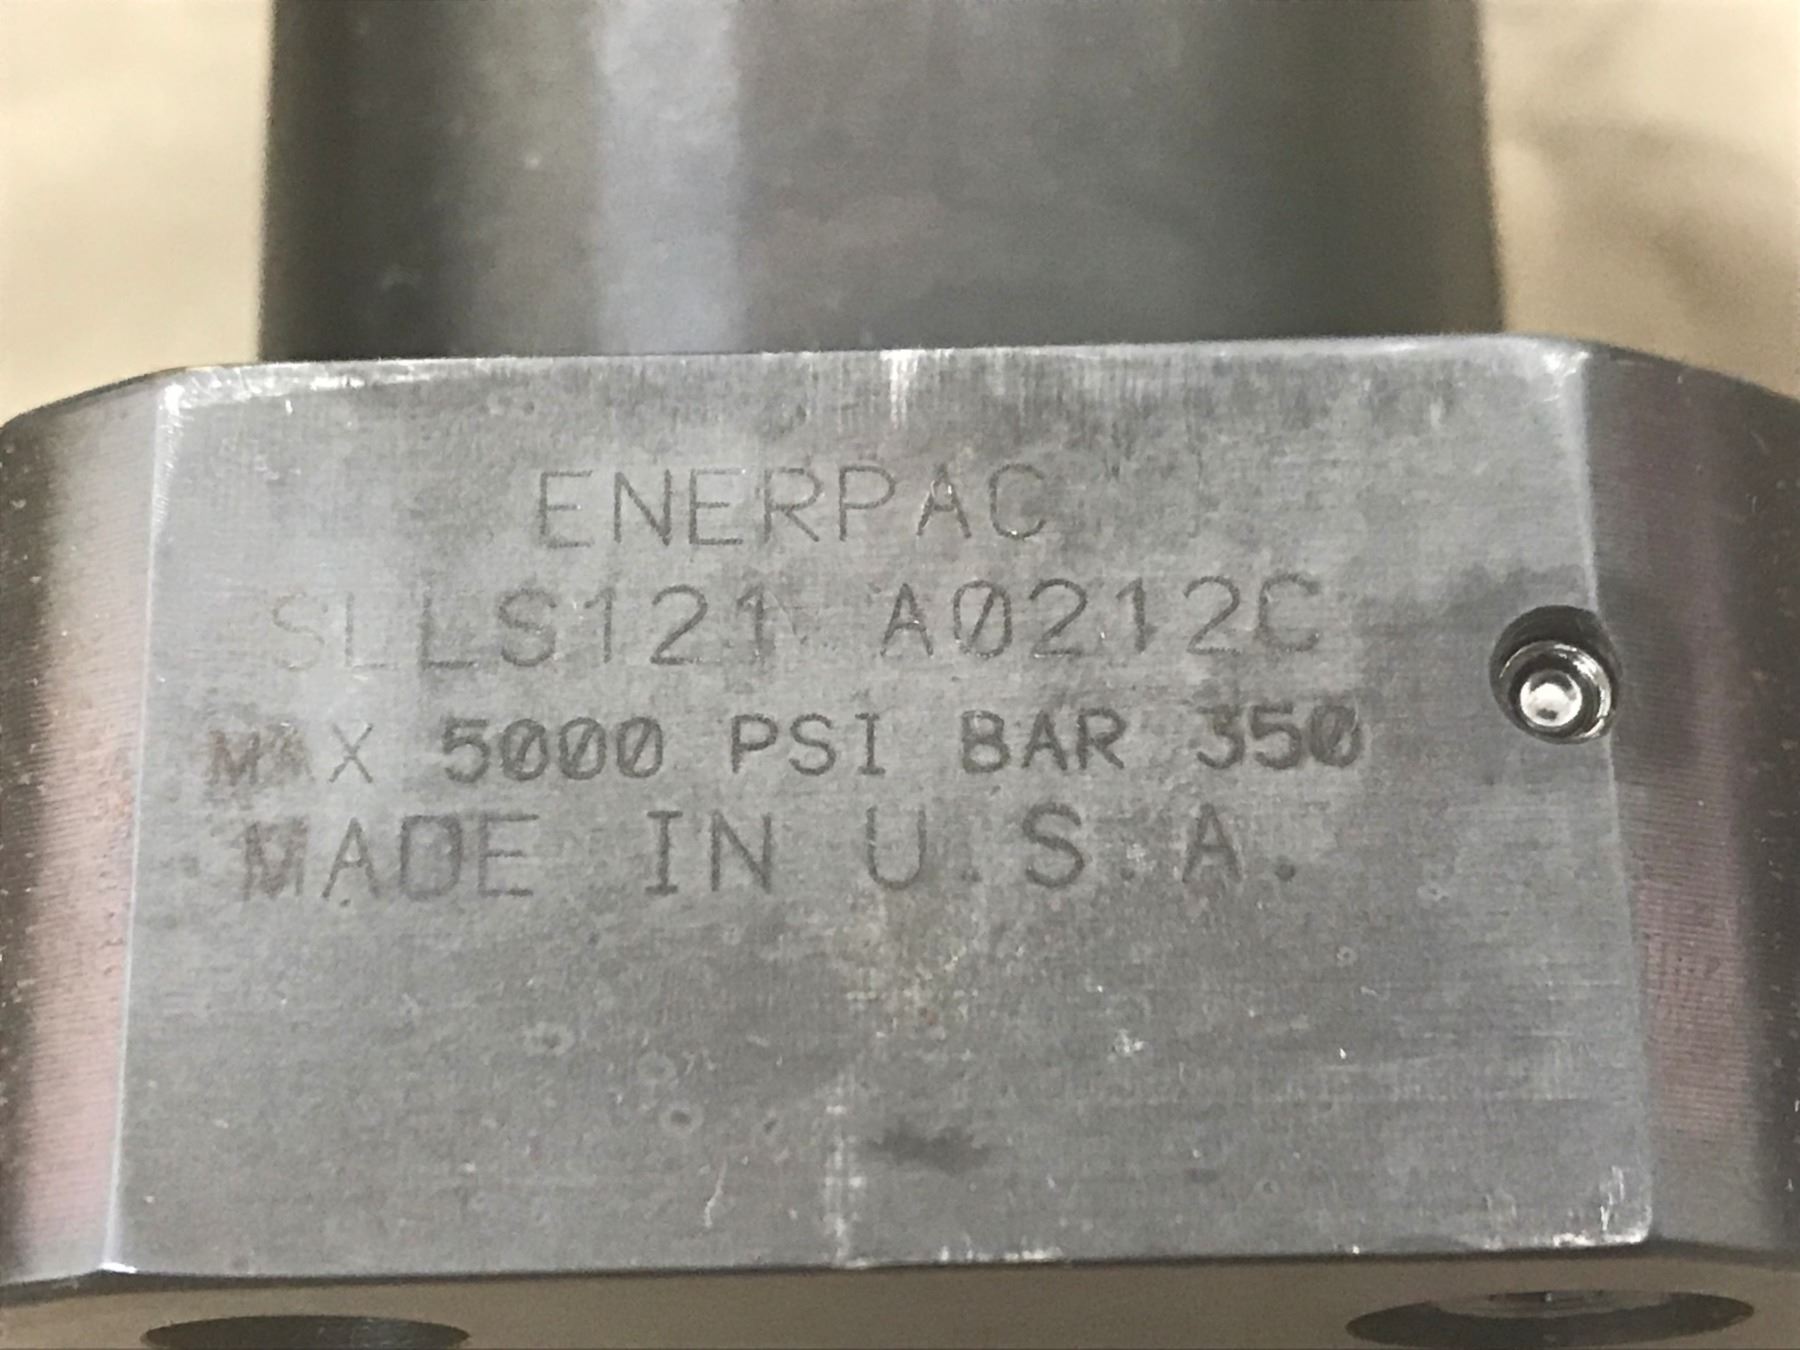 ENERPAC
SLLS121 A0212C
MAX 5000 PSI BAR 350
MADE IN U.S.A.